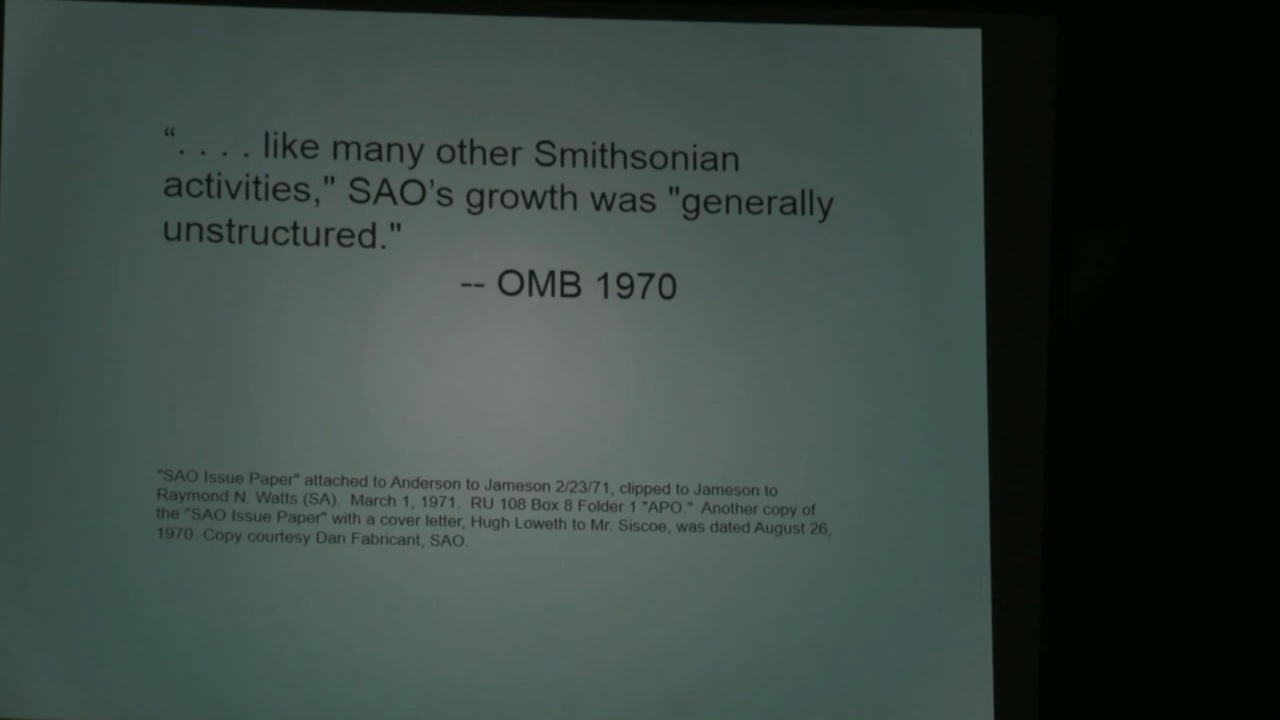 “. . . . like many other Smithsonian
activities," SAO’s growth was "generally
unstructured."
-- OMB 1970
"SAO Issue Paper" attached to Anderson to Jameson 2/23/71, clipped to Jameson to
Raymond N. Watts (SA). March 1, 1971. RU 108 Box 8 Folder 1 "APO." Another copy of
the "SAO Issue Paper" with a cover letter, Hugh Loweth to Mr. Siscoe, was dated August 26,
1970. Copy courtesy Dan Fabricant, SAO.